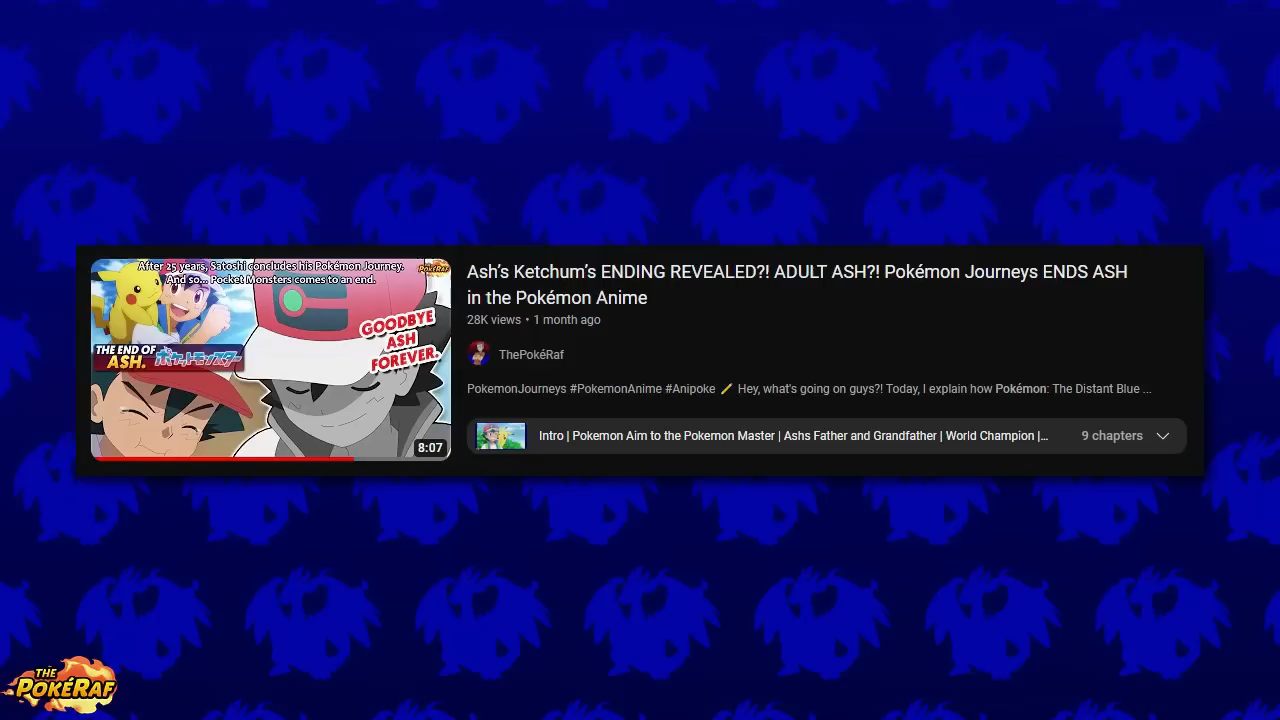 After 25 years, Satoshi concludes his Pokémon Journey.
And so... Pocket Monsters comes to an end.
THE POKÉRAF
GOODBYE
ASH
FOREVER.
THE END OF
ASH.
ポケットモンスター
8:07
Ash’s Ketchum’s ENDING REVEALED?! ADULT ASH?! Pokémon Journeys ENDS ASH
in the Pokémon Anime
28K views • 1 month ago
ThePokéRaf
PokemonJourneys #PokemonAnime #Anipoke 🖊 Hey, what's going on guys?! Today, I explain how Pokémon: The Distant Blue ...
Intro | Pokemon Aim to the Pokemon Master | Ashs Father and Grandfather | World Champion |...
9 chapters
THE
POKÉRAF